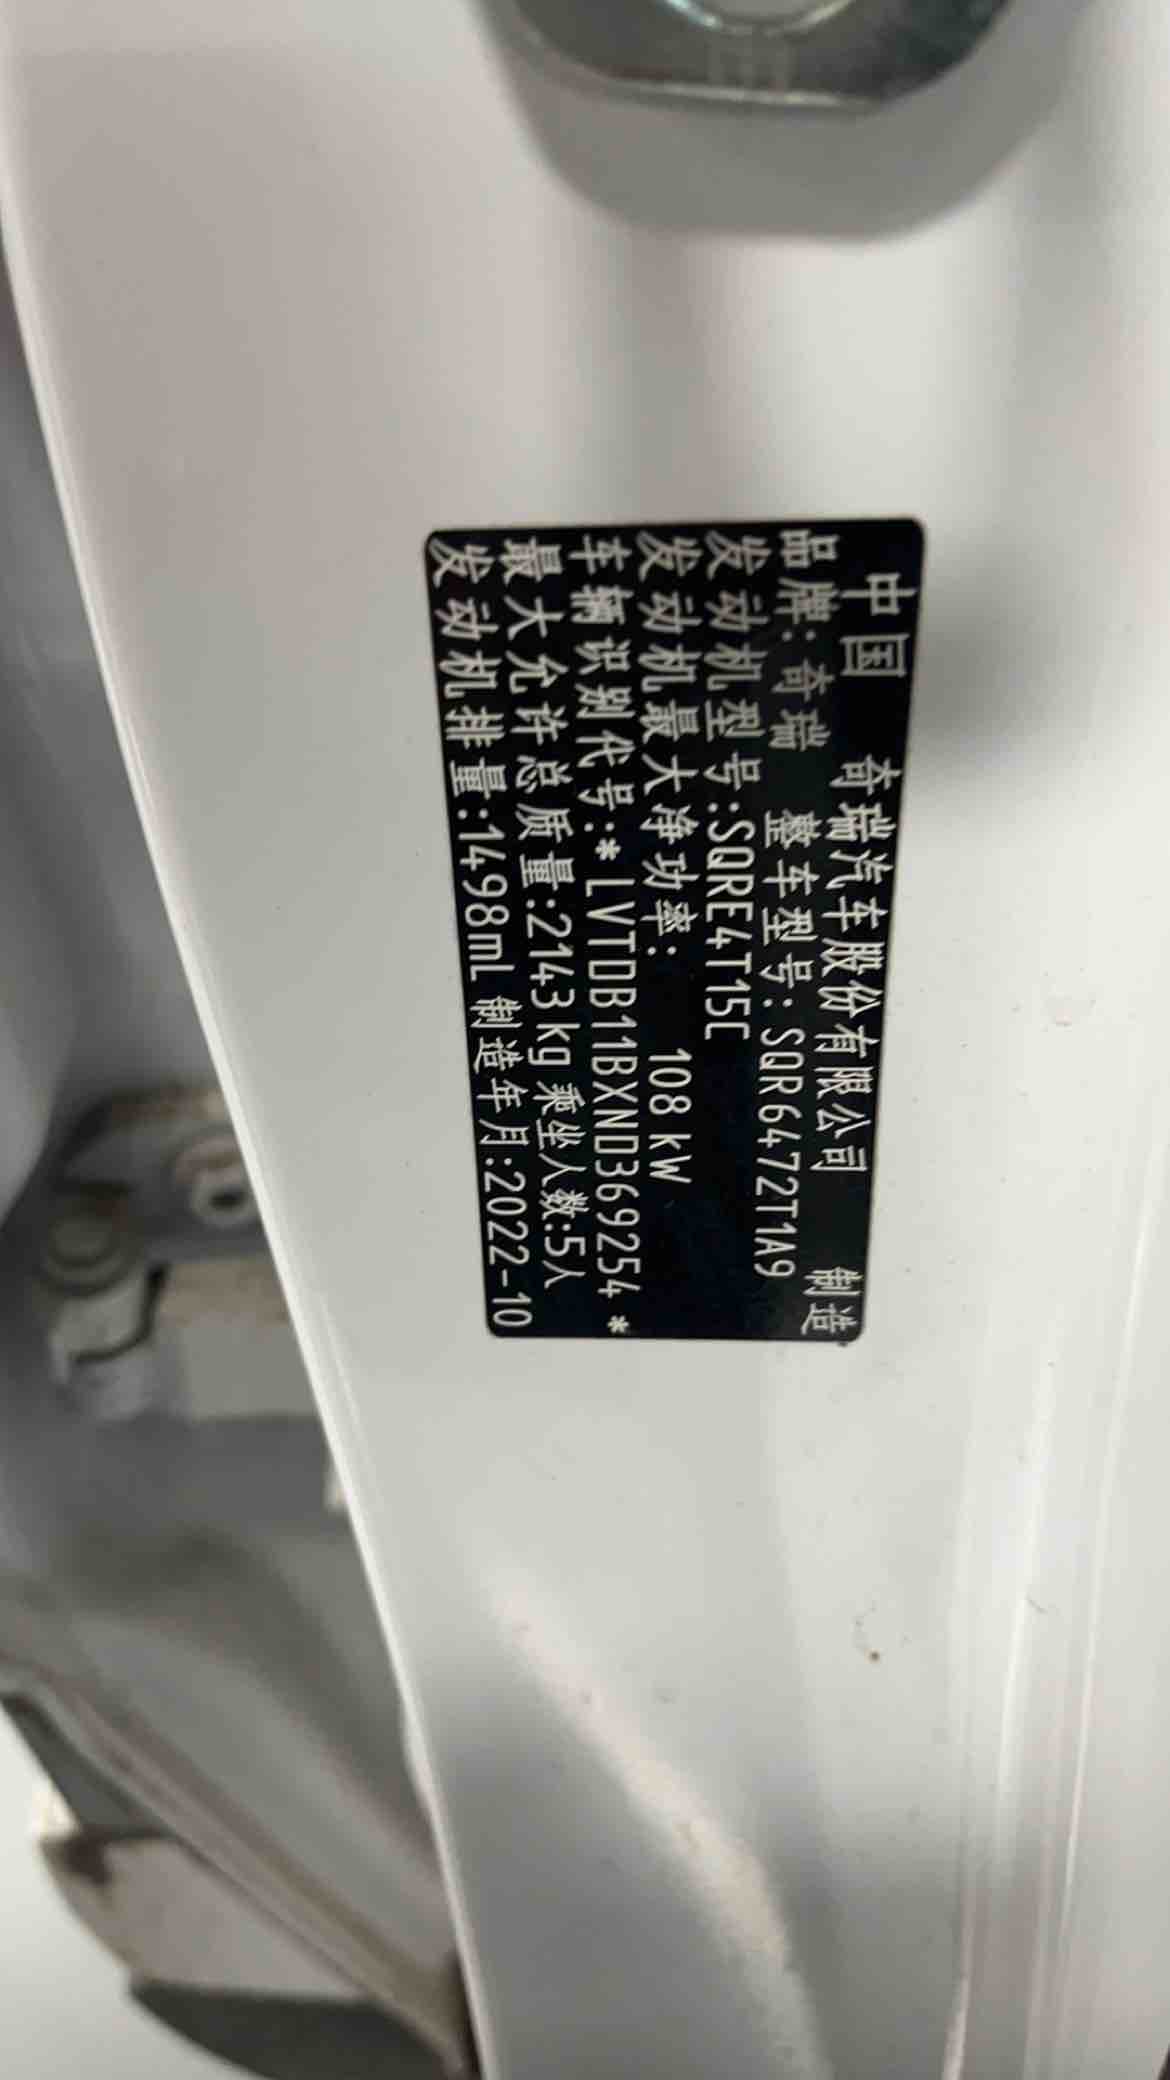 中国 奇瑞汽车股份有限公司 制造
品牌:奇瑞 整车型号:SQR6472T1A9
发动机型号:SQRE4T15C
发动机最大净功率: 108 kW
车辆识别代号:* LVTDB11BXND369254 *
最大允许总质量:2143 kg 乘坐人数:5人
发动机排量:1498mL 制造年月:2022-10